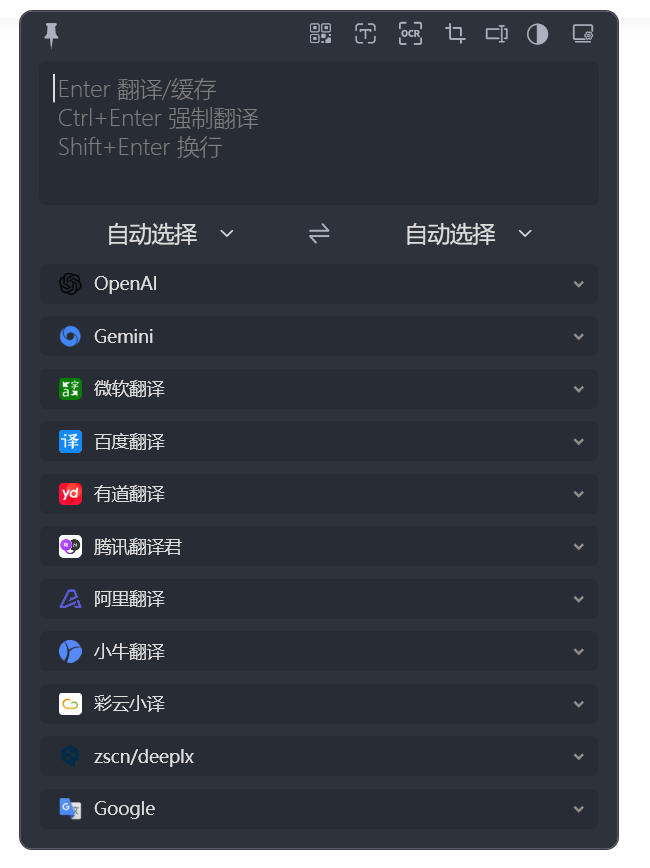 OCR
Enter 翻译/缓存
Ctrl+Enter 强制翻译
Shift+Enter 换行
自动选择 自动选择
OpenAI
Gemini
微软翻译
译 百度翻译
yd 有道翻译
腾讯翻译君
阿里翻译
小牛翻译
彩云小译
zscn/deeplx
Google